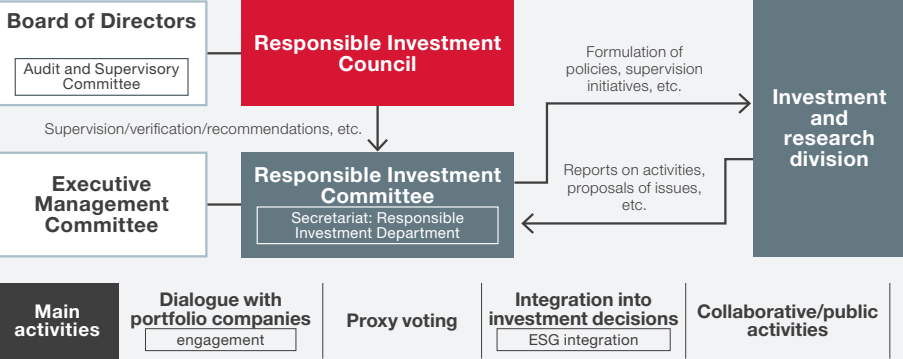 Board of Directors
Audit and Supervisory
Committee
Responsible Investment
Council
Formulation of
policies, supervision
initiatives, etc.
Investment
and
research
division
Supervision/verification/recommendations, etc.
Executive
Management
Committee
Responsible Investment
Committee
Secretariat: Responsible
Investment Department
Reports on activities,
proposals of issues,
etc.
Main
activities
Dialogue with
portfolio companies
engagement
Proxy voting
Integration into
investment decisions
ESG integration
Collaborative/public
activities